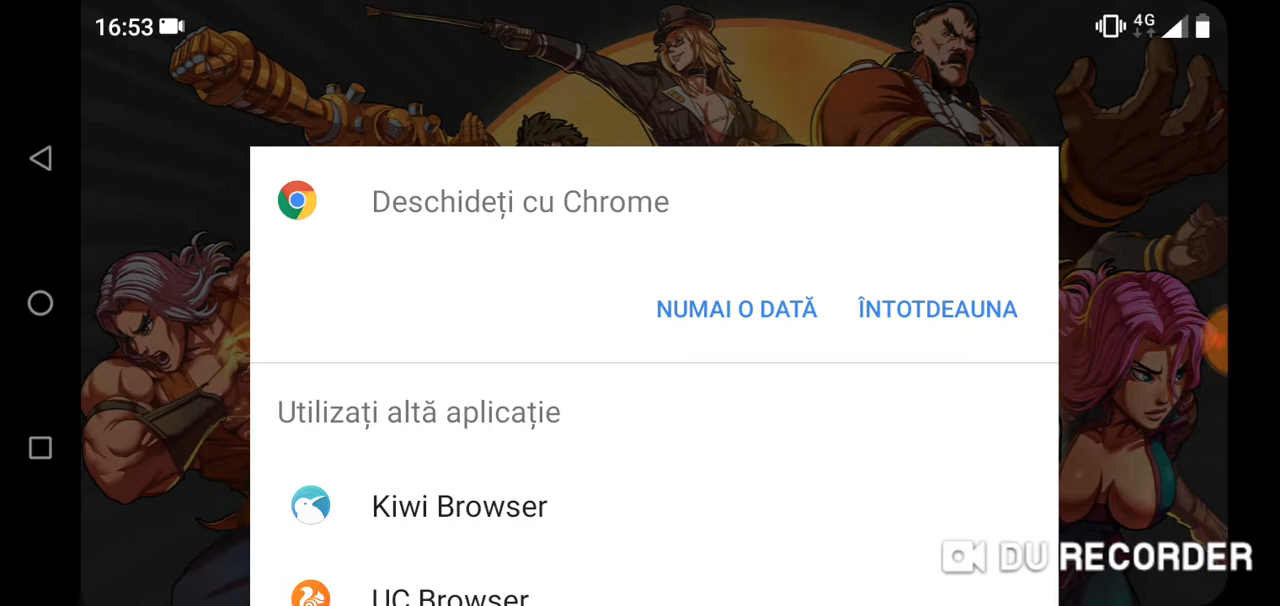 16:53
4G
Deschideți cu Chrome
NUMAI O DATĂ ÎNTOTDEAUNA
Utilizați altă aplicație
Kiwi Browser
DU RECORDER
UC Browser